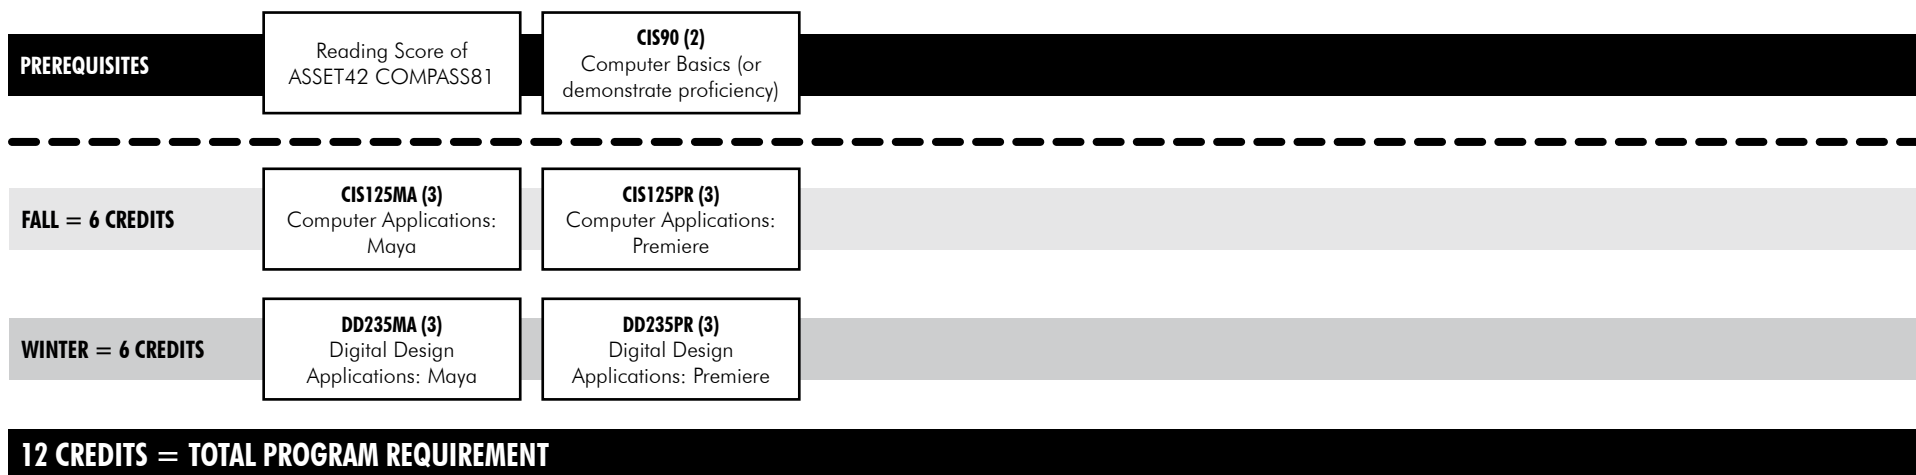 PREREQUISITES
Reading Score of
ASSET42 COMPASS81
CIS90 (2)
Computer Basics (or
demonstrate proficiency)
FALL = 6 CREDITS
CIS125MA (3)
Computer Applications:
Maya
CIS125PR (3)
Computer Applications:
Premiere
WINTER = 6 CREDITS
DD235MA (3)
Digital Design
Applications: Maya
DD235PR (3)
Digital Design
Applications: Premiere
12 CREDITS = TOTAL PROGRAM REQUIREMENT